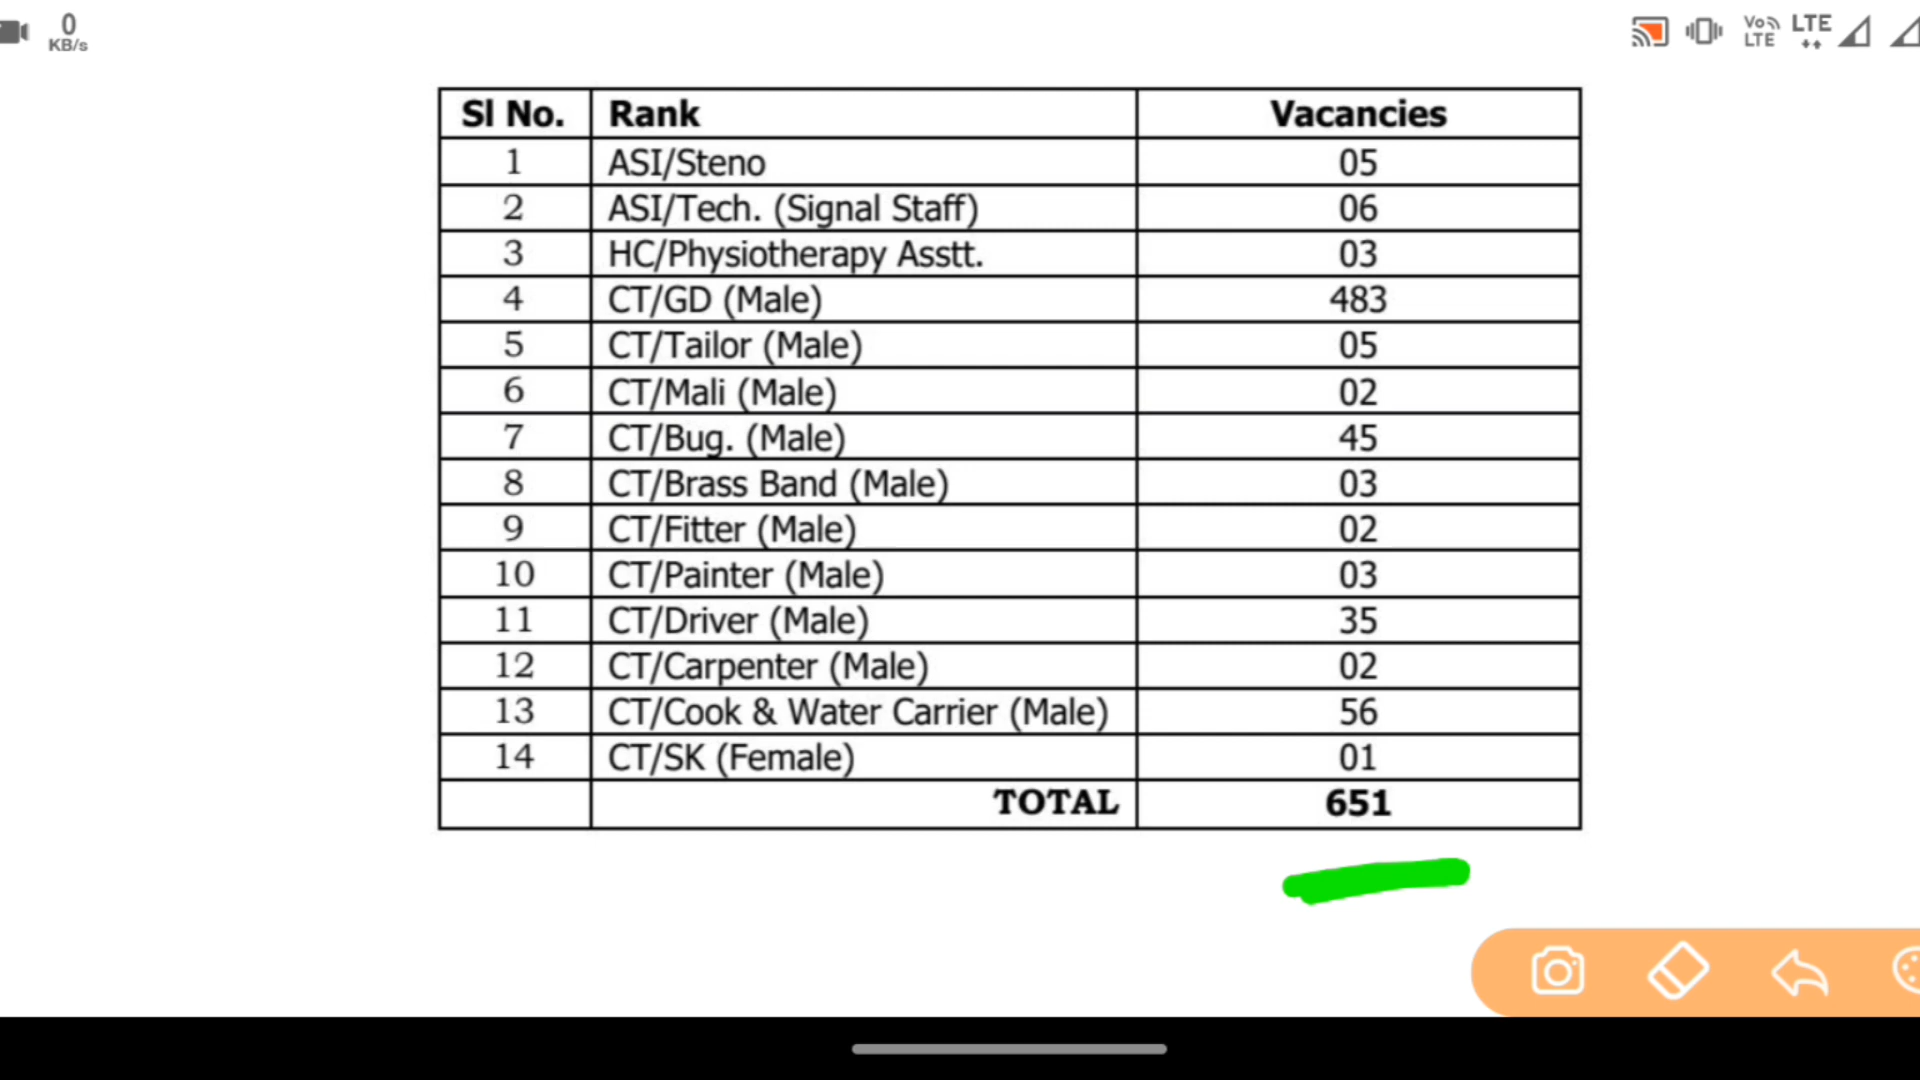 0
KB/s
Vo
LTE
LTE
Sl No. Rank Vacancies
1 ASI/Steno 05
2 ASI/Tech. (Signal Staff) 06
3 HC/Physiotherapy Asstt. 03
4 CT/GD (Male) 483
5 CT/Tailor (Male) 05
6 CT/Mali (Male) 02
7 CT/Bug. (Male) 45
8 CT/Brass Band (Male) 03
9 CT/Fitter (Male) 02
10 CT/Painter (Male) 03
11 CT/Driver (Male) 35
12 CT/Carpenter (Male) 02
13 CT/Cook & Water Carrier (Male) 56
14 CT/SK (Female) 01
TOTAL 651